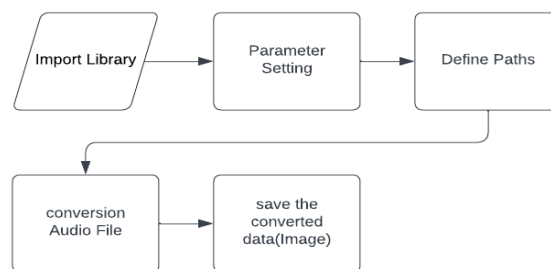 Import Library
Parameter
Setting
Define Paths
conversion
Audio File
save the
converted
data(Image)